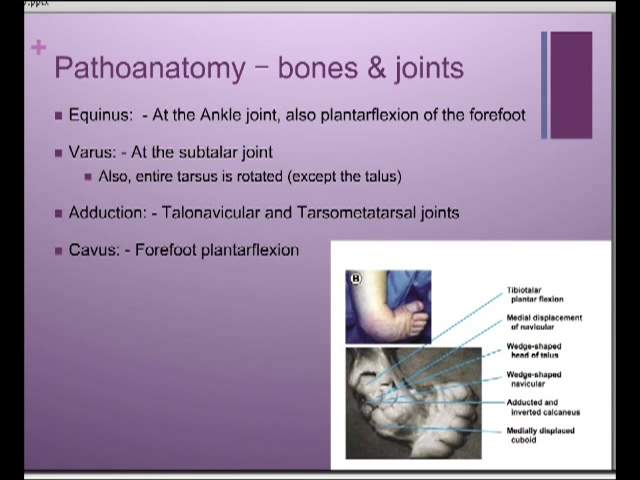 .pptx
+
Pathoanatomy – bones & joints
Equinus: - At the Ankle joint, also plantarflexion of the forefoot
Varus: - At the subtalar joint
Also, entire tarsus is rotated (except the talus)
Adduction: - Talonavicular and Tarsometatarsal joints
Cavus: - Forefoot plantarflexion
Tibiotalar
plantar flexion
Medial displacement
of navicular
Wedge-shaped
head of talus
Wedge-shaped
navicular
Adducted and
inverted calcaneus
Medially displaced
cuboid